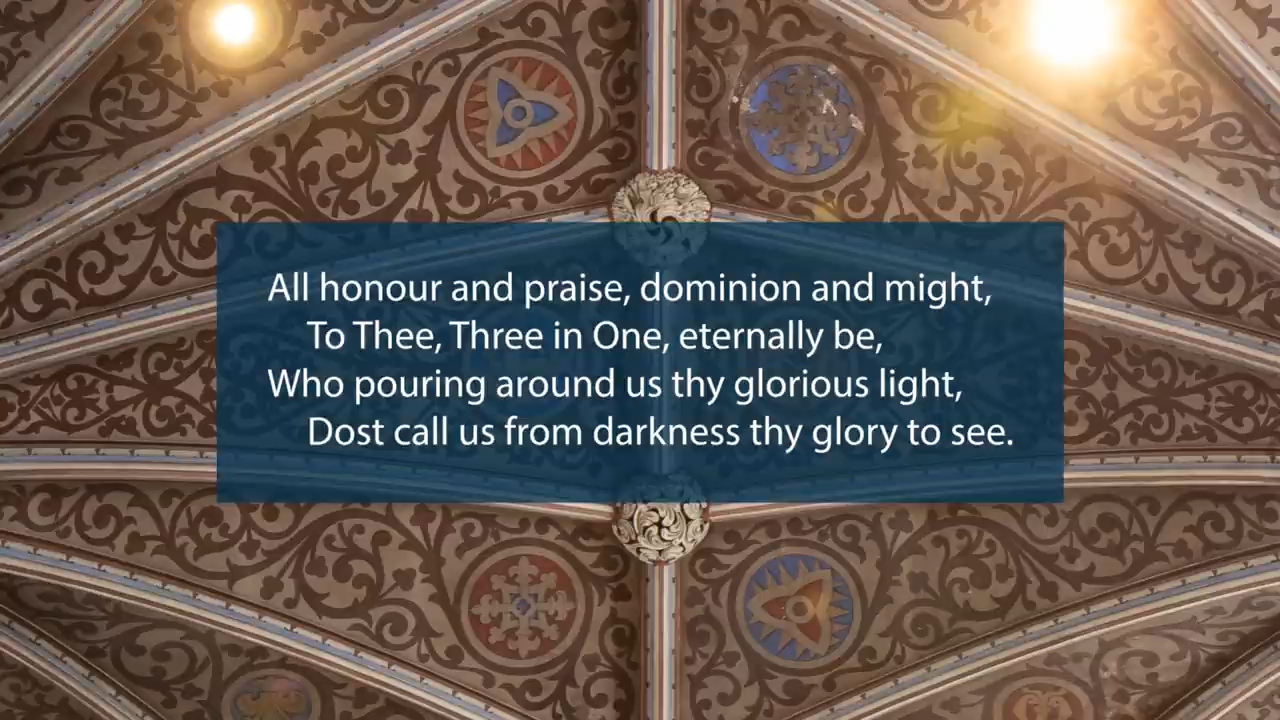 All honour and praise, dominion and might,
To Thee, Three in One, eternally be,
Who pouring around us thy glorious light,
Dost call us from darkness thy glory to see.